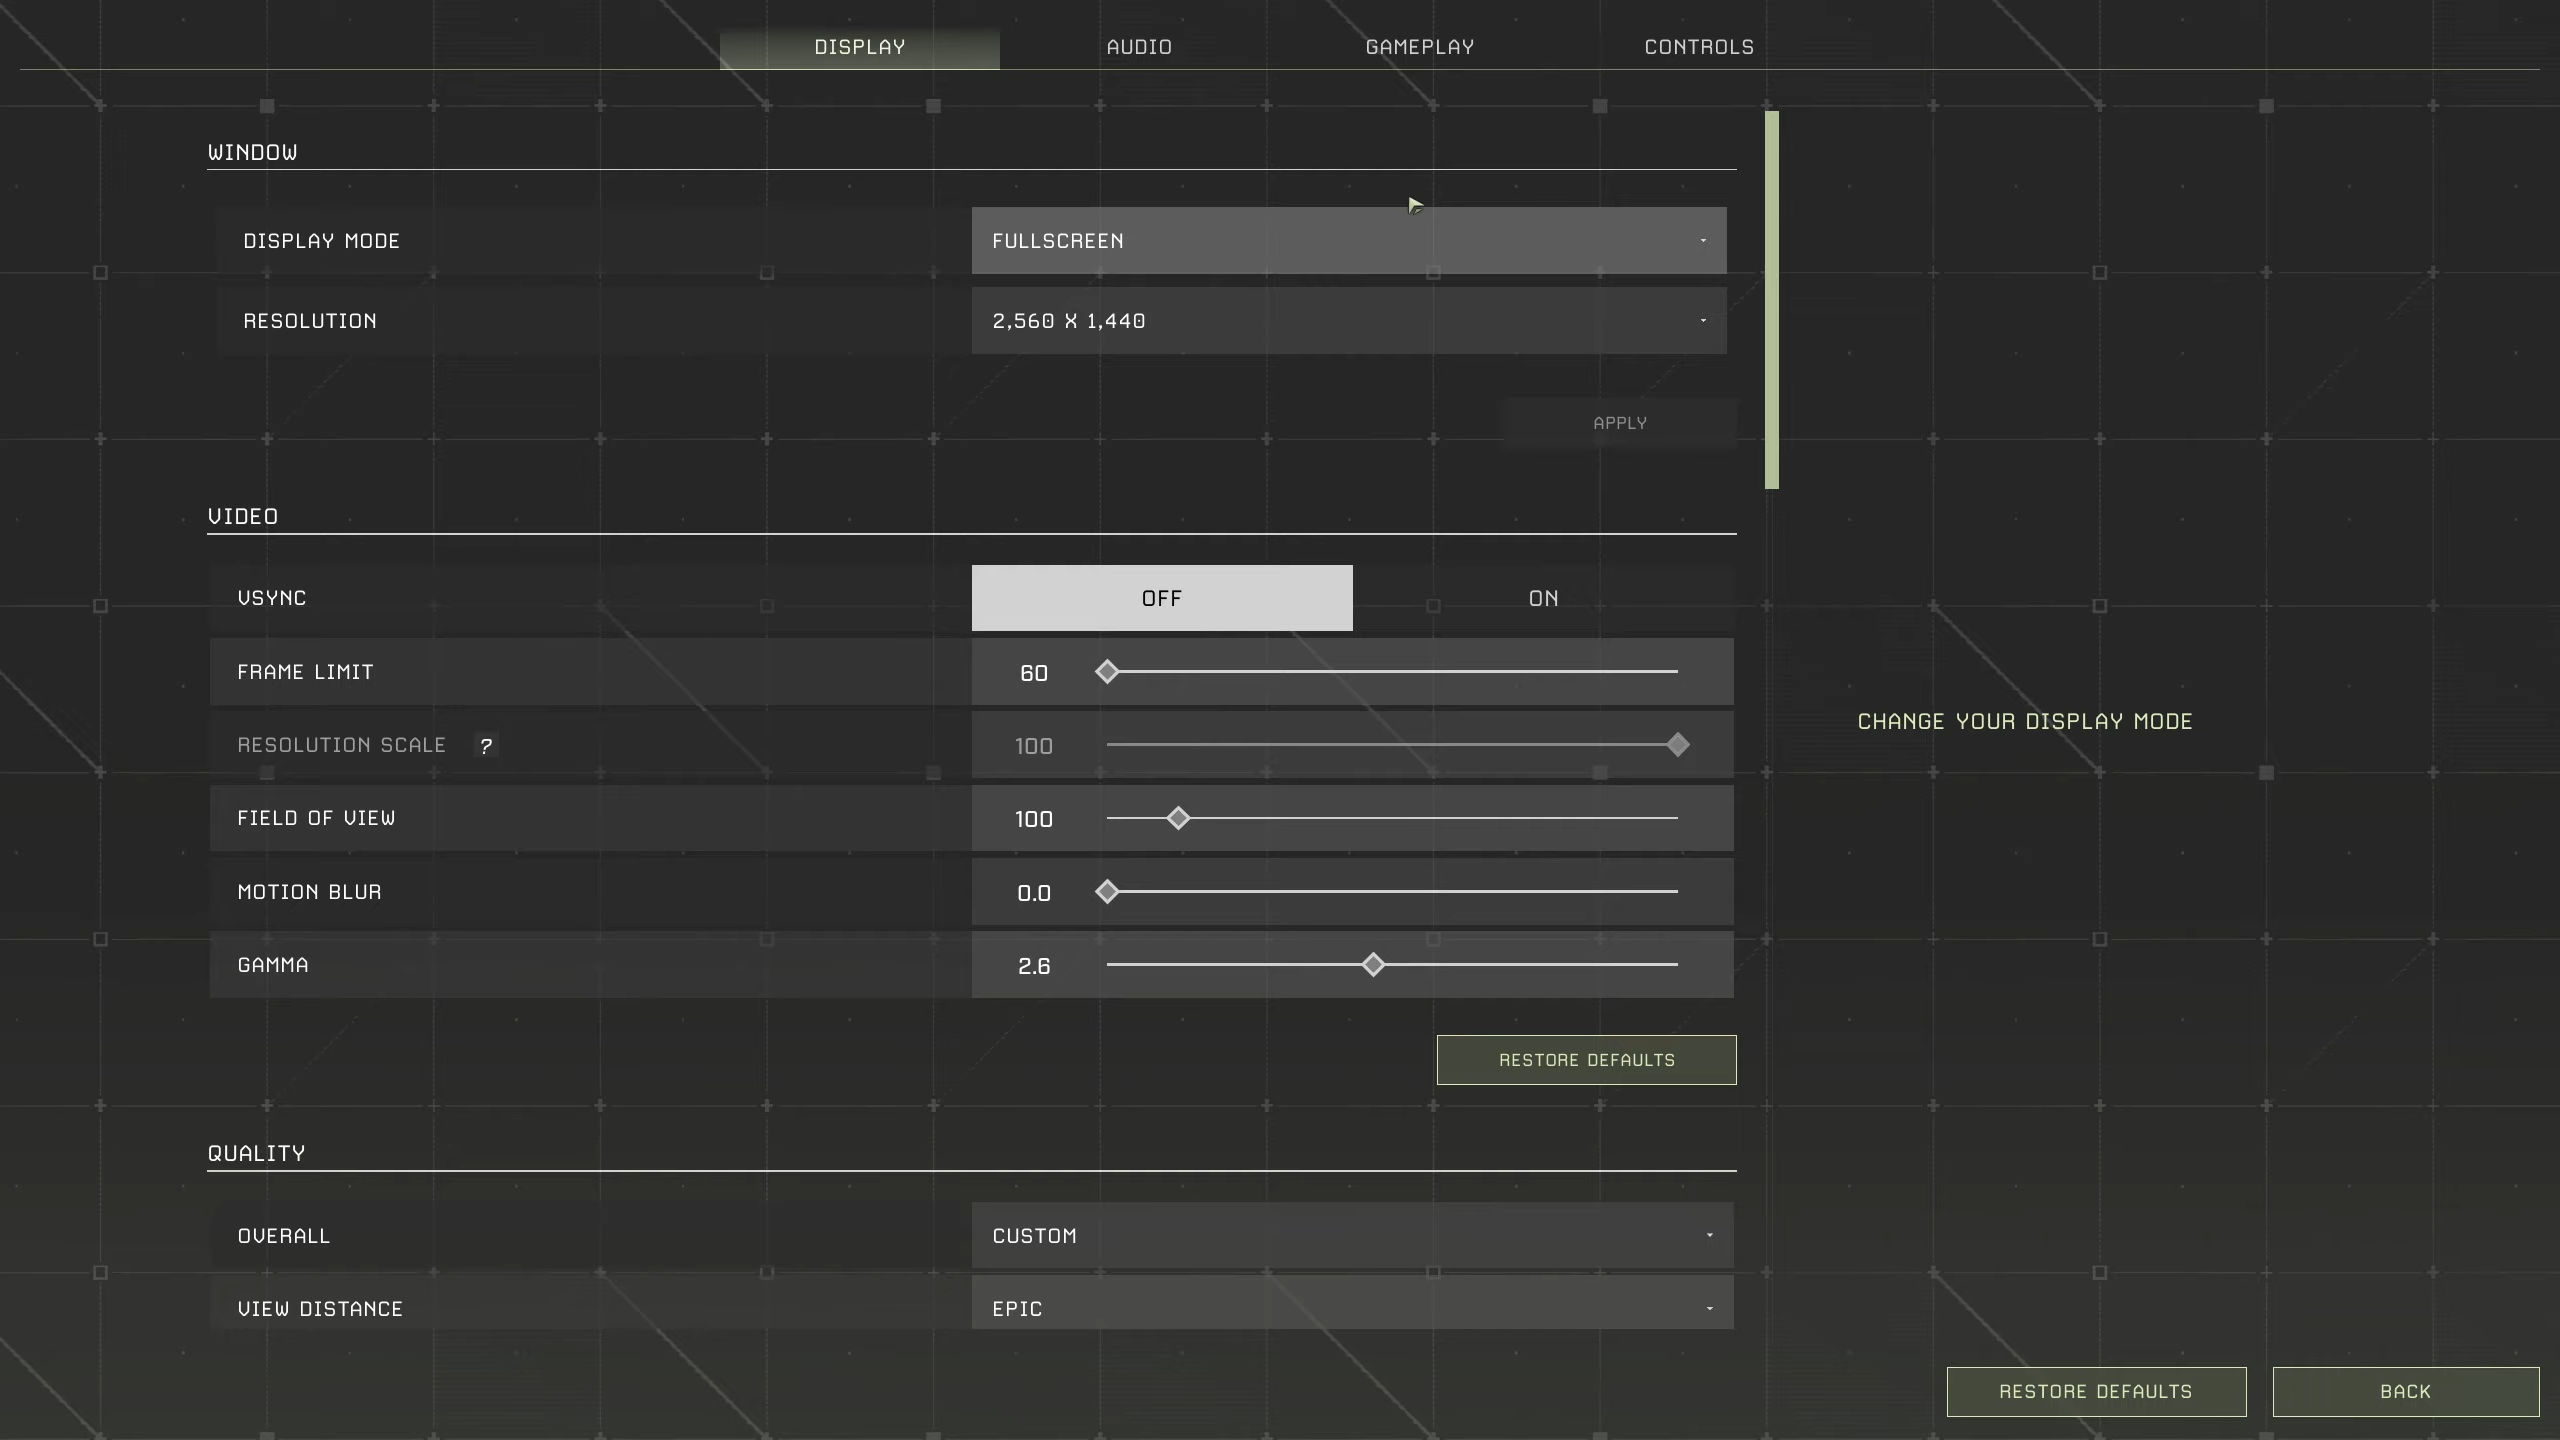 DISPLAY AUDIO GAMEPLAY CONTROLS
WINDOW
DISPLAY MODE FULLSCREEN
RESOLUTION 2,560 X 1,440
APPLY
VIDEO
VSYNC OFF ON
FRAME LIMIT 60
RESOLUTION SCALE ? 100
FIELD OF VIEW 100
MOTION BLUR 0.0
GAMMA 2.6
RESTORE DEFAULTS
QUALITY
OVERALL CUSTOM
VIEW DISTANCE EPIC
CHANGE YOUR DISPLAY MODE
RESTORE DEFAULTS BACK